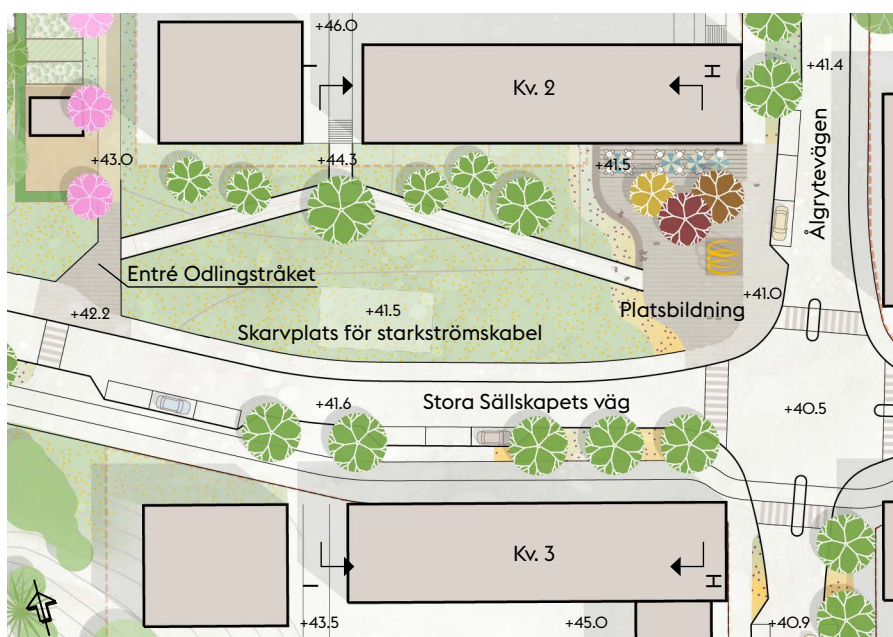 +46.0
I
Kv. 2
H
+41.4
+43.0
+44.3
+41.5
Ålgrytevägen
Entré Odlingstråket
+42.2
+41.5
Skarvplats för starkströmskabel
Platsbildning
+41.0
+41.6
Stora Sällskapets väg
+40.5
I
Kv. 3
H
+43.5
+45.0
+40.9